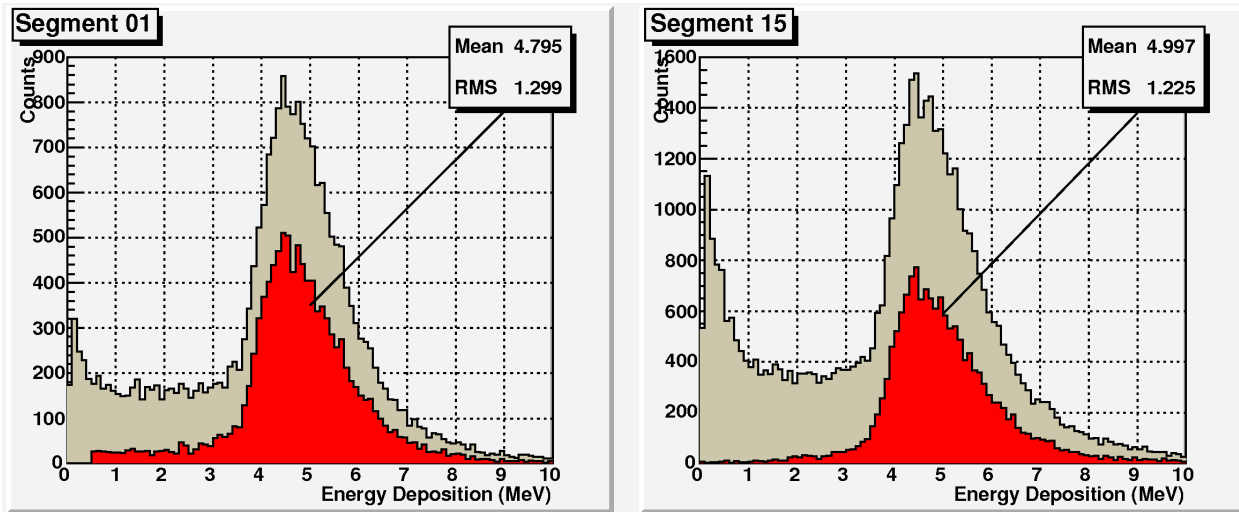 Segment 01
Mean 4.795
RMS 1.299
Counts
900
800
700
600
500
400
300
200
100
0
0 1 2 3 4 5 6 7 8 9 10
Energy Deposition (MeV)
Segment 15
Mean 4.997
RMS 1.225
Counts
1600
1400
1200
1000
800
600
400
200
0
0 1 2 3 4 5 6 7 8 9 10
Energy Deposition (MeV)